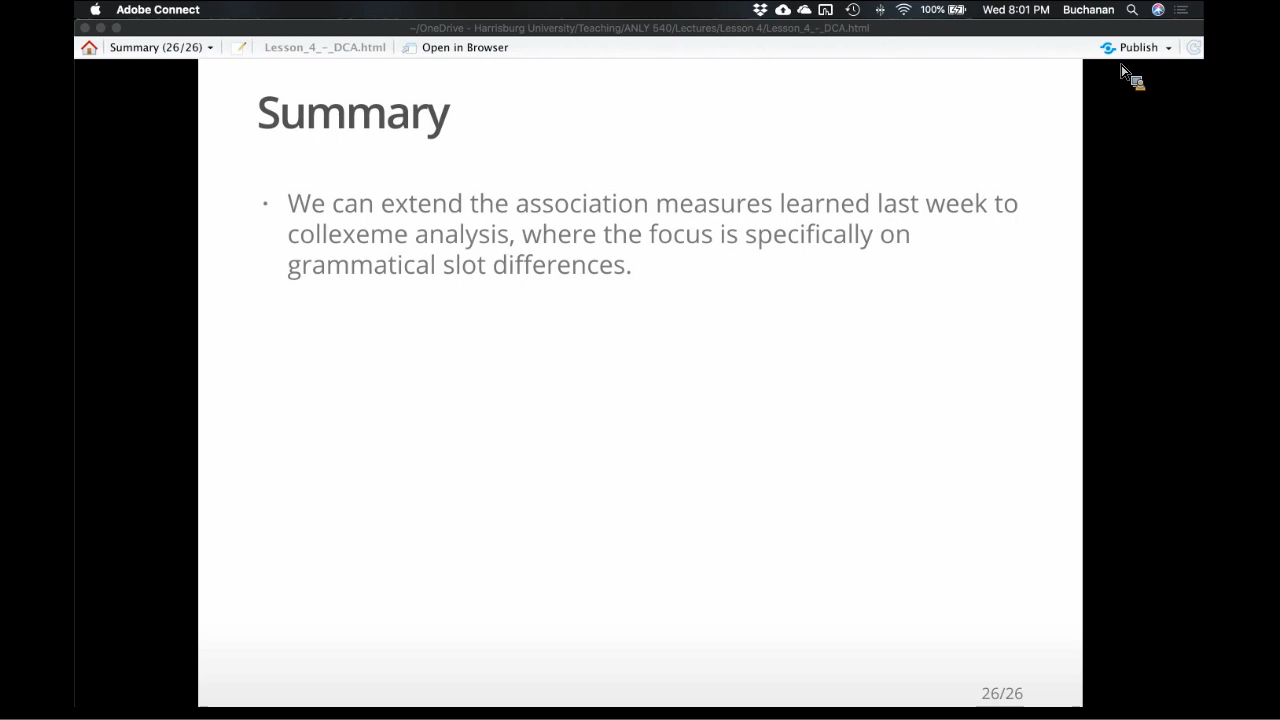 Adobe Connect 100% Wed 8:01 PM Buchanan
~/OneDrive - Harrisburg University/Teaching/ANLY 540/Lectures/Lesson 4/Lesson_4_-_DCA.html
Summary (26/26) Lesson_4_-_DCA.html Open in Browser Publish
Summary
• We can extend the association measures learned last week to
collexeme analysis, where the focus is specifically on
grammatical slot differences.
26/26